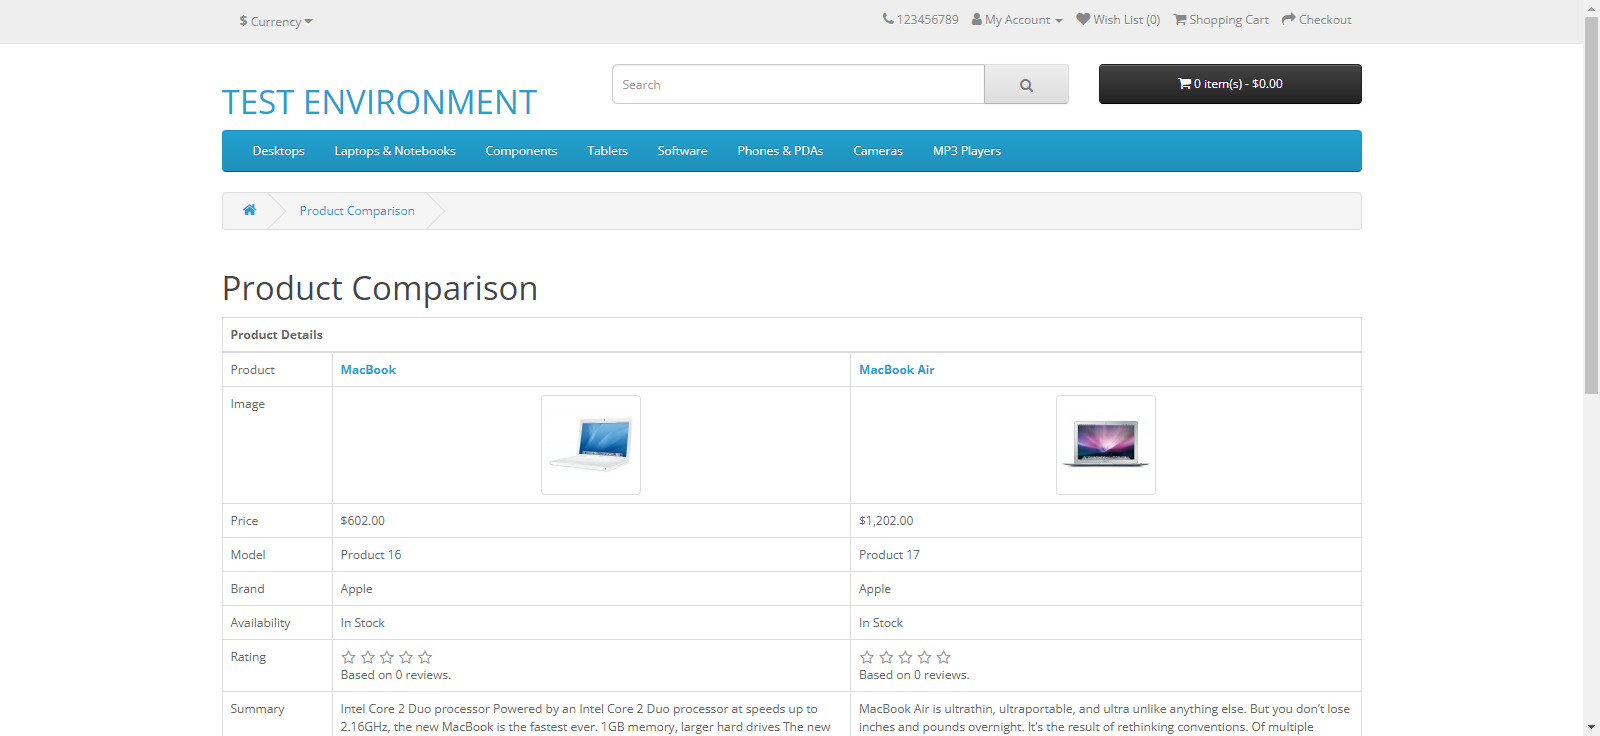 $ Currency
123456789 My Account Wish List (0) Shopping Cart Checkout
TEST ENVIRONMENT
Search
0 item(s) - $0.00
Desktops Laptops & Notebooks Components Tablets Software Phones & PDAs Cameras MP3 Players
Product Comparison
Product Comparison
Product Details
Product MacBook MacBook Air
Image
Price $602.00 $1,202.00
Model Product 16 Product 17
Brand Apple Apple
Availability In Stock In Stock
Rating
Based on 0 reviews. Based on 0 reviews.
Summary Intel Core 2 Duo processor Powered by an Intel Core 2 Duo processor at speeds up to MacBook Air is ultrathin, ultraportable, and ultra unlike anything else. But you don’t lose
2.16GHz, the new MacBook is the fastest ever. 1GB memory, larger hard drives The new inches and pounds overnight. It’s the result of rethinking conventions. Of multiple